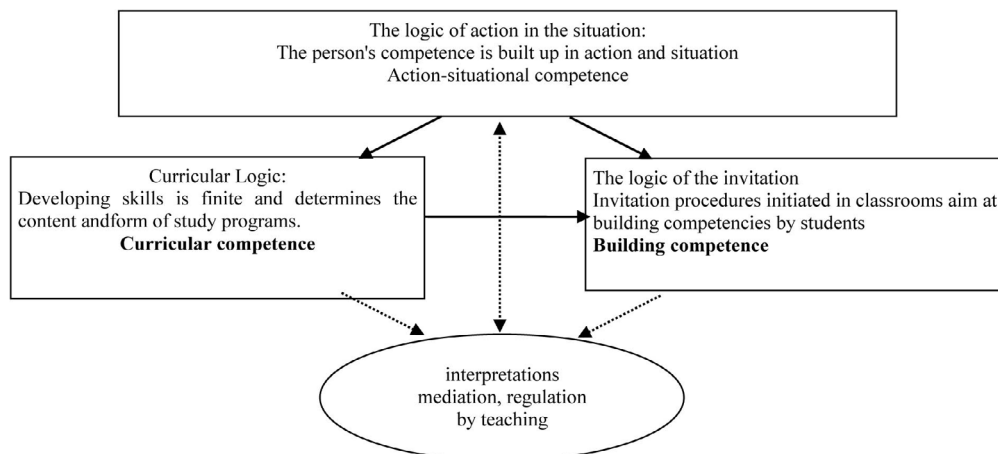 The logic of action in the situation:
The person's competence is built up in action and situation
Action-situational competence
Curricular Logic:
Developing skills is finite and determines the
content andform of study programs.
Curricular competence
The logic of the invitation
Invitation procedures initiated in classrooms aim at
building competencies by students
Building competence
interpretations
mediation, regulation
by teaching